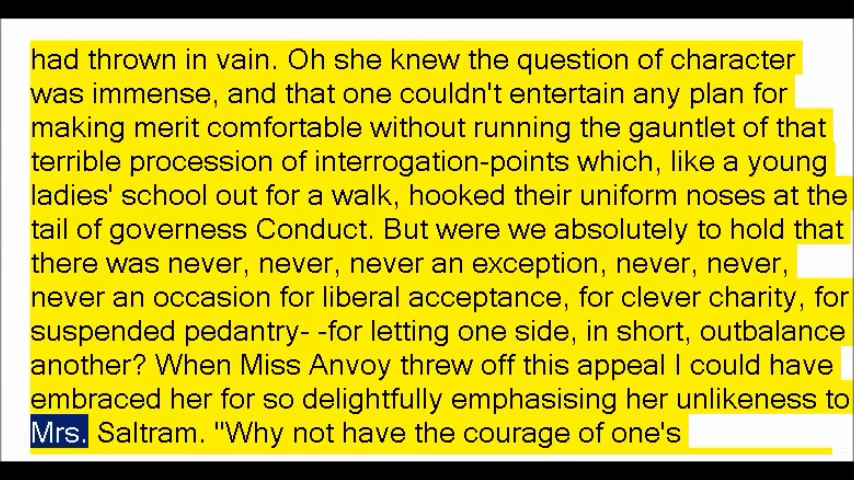 had thrown in vain. Oh she knew the question of character
was immense, and that one couldn't entertain any plan for
making merit comfortable without running the gauntlet of that
terrible procession of interrogation-points which, like a young
ladies' school out for a walk, hooked their uniform noses at the
tail of governess Conduct. But were we absolutely to hold that
there was never, never, never an exception, never, never,
never an occasion for liberal acceptance, for clever charity, for
suspended pedantry- -for letting one side, in short, outbalance
another? When Miss Anvoy threw off this appeal I could have
embraced her for so delightfully emphasising her unlikeness to
Mrs. Saltram. "Why not have the courage of one's